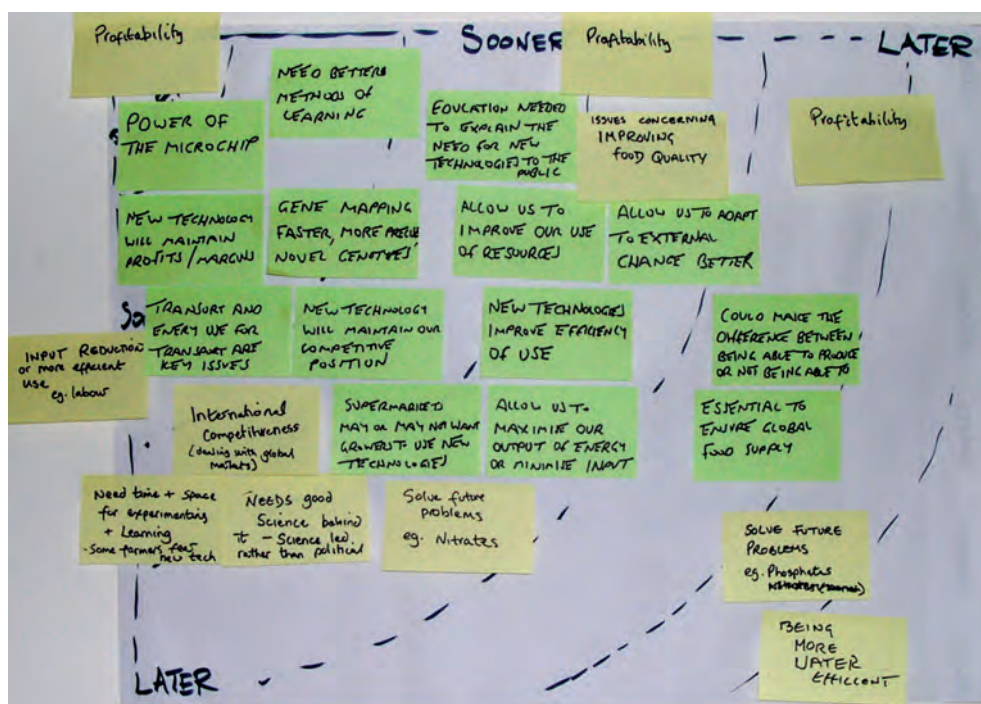 Profitability
SOONER
Profitability
LATER
NEED BETTER
METHODS OF
LEARNING
POWER OF
THE MICROCHIP
EDUCATION NEEDED
TO EXPLAIN THE
NEED FOR NEW
TECHNOLOGIES TO THE
PUBLIC
ISSUES CONCERNING
IMPROVING
FOOD QUALITY
Profitability
NEW TECHNOLOGY
WILL MAINTAIN
PROFITS/MARGINS
GENE MAPPING
FASTER, MORE PRECISE
NOVEL GENOTYPES
ALLOW US TO
IMPROVE OUR USE
OF RESOURCES
ALLOW US TO ADAPT
TO EXTERNAL
CHANGE BETTER
So
TRANSPORT AND
ENERY USE FOR
TRANSPORT ARE
KEY ISSUES
NEW TECHNOLOGY
WILL MAINTAIN OUR
COMPETITIVE
POSITION
NEW TECHNOLOGIES
IMPROVE EFFICIENCY
OF USE
COULD MAKE THE
DIFFERENCE BETWEEN
BEING ABLE TO PRODUCE
OR NOT BEING ABLE TO
INPUT REDUCTION
or more efficient
use
eg. labour
International
Competitiveness
(dealing with global
markets)
SUPERMARKETS
MAY OR MAY NOT WANT
GROWERS TO USE NEW
TECHNOLOGIES
ALLOW US TO
MAXIMISE OUR
OUTPUT OF ENERGY
OR MINIMISE INPUT
ESSENTIAL TO
ENSURE GLOBAL
FOOD SUPPLY
Need time + space
for experimenting
+ Learning
- Some farmers fear
new tech
NEEDS good
Science behind
it - Science led
rather than political
Solve future
problems
eg. Nitrates
SOLVE FUTURE
PROBLEMS
eg. Phosphates
BEING
MORE
WATER
EFFICCENT
LATER